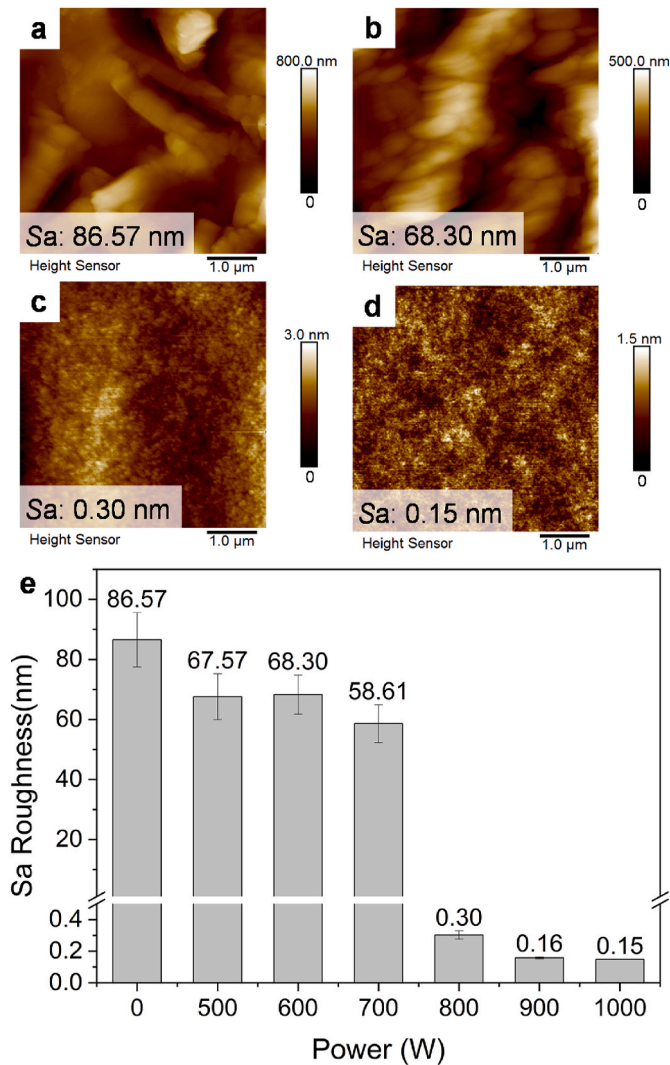 a
800.0 nm
0
Sa: 86.57 nm
Height Sensor
1.0 μm
b
500.0 nm
0
Sa: 68.30 nm
Height Sensor
1.0 μm
c
3.0 nm
0
Sa: 0.30 nm
Height Sensor
1.0 μm
d
1.5 nm
0
Sa: 0.15 nm
Height Sensor
1.0 μm
e
Sa Roughness(nm)
100
80
60
40
20
0.4
0.2
0.0
86.57
67.57
68.30
58.61
0.30
0.16
0.15
0 500 600 700 800 900 1000
Power (W)